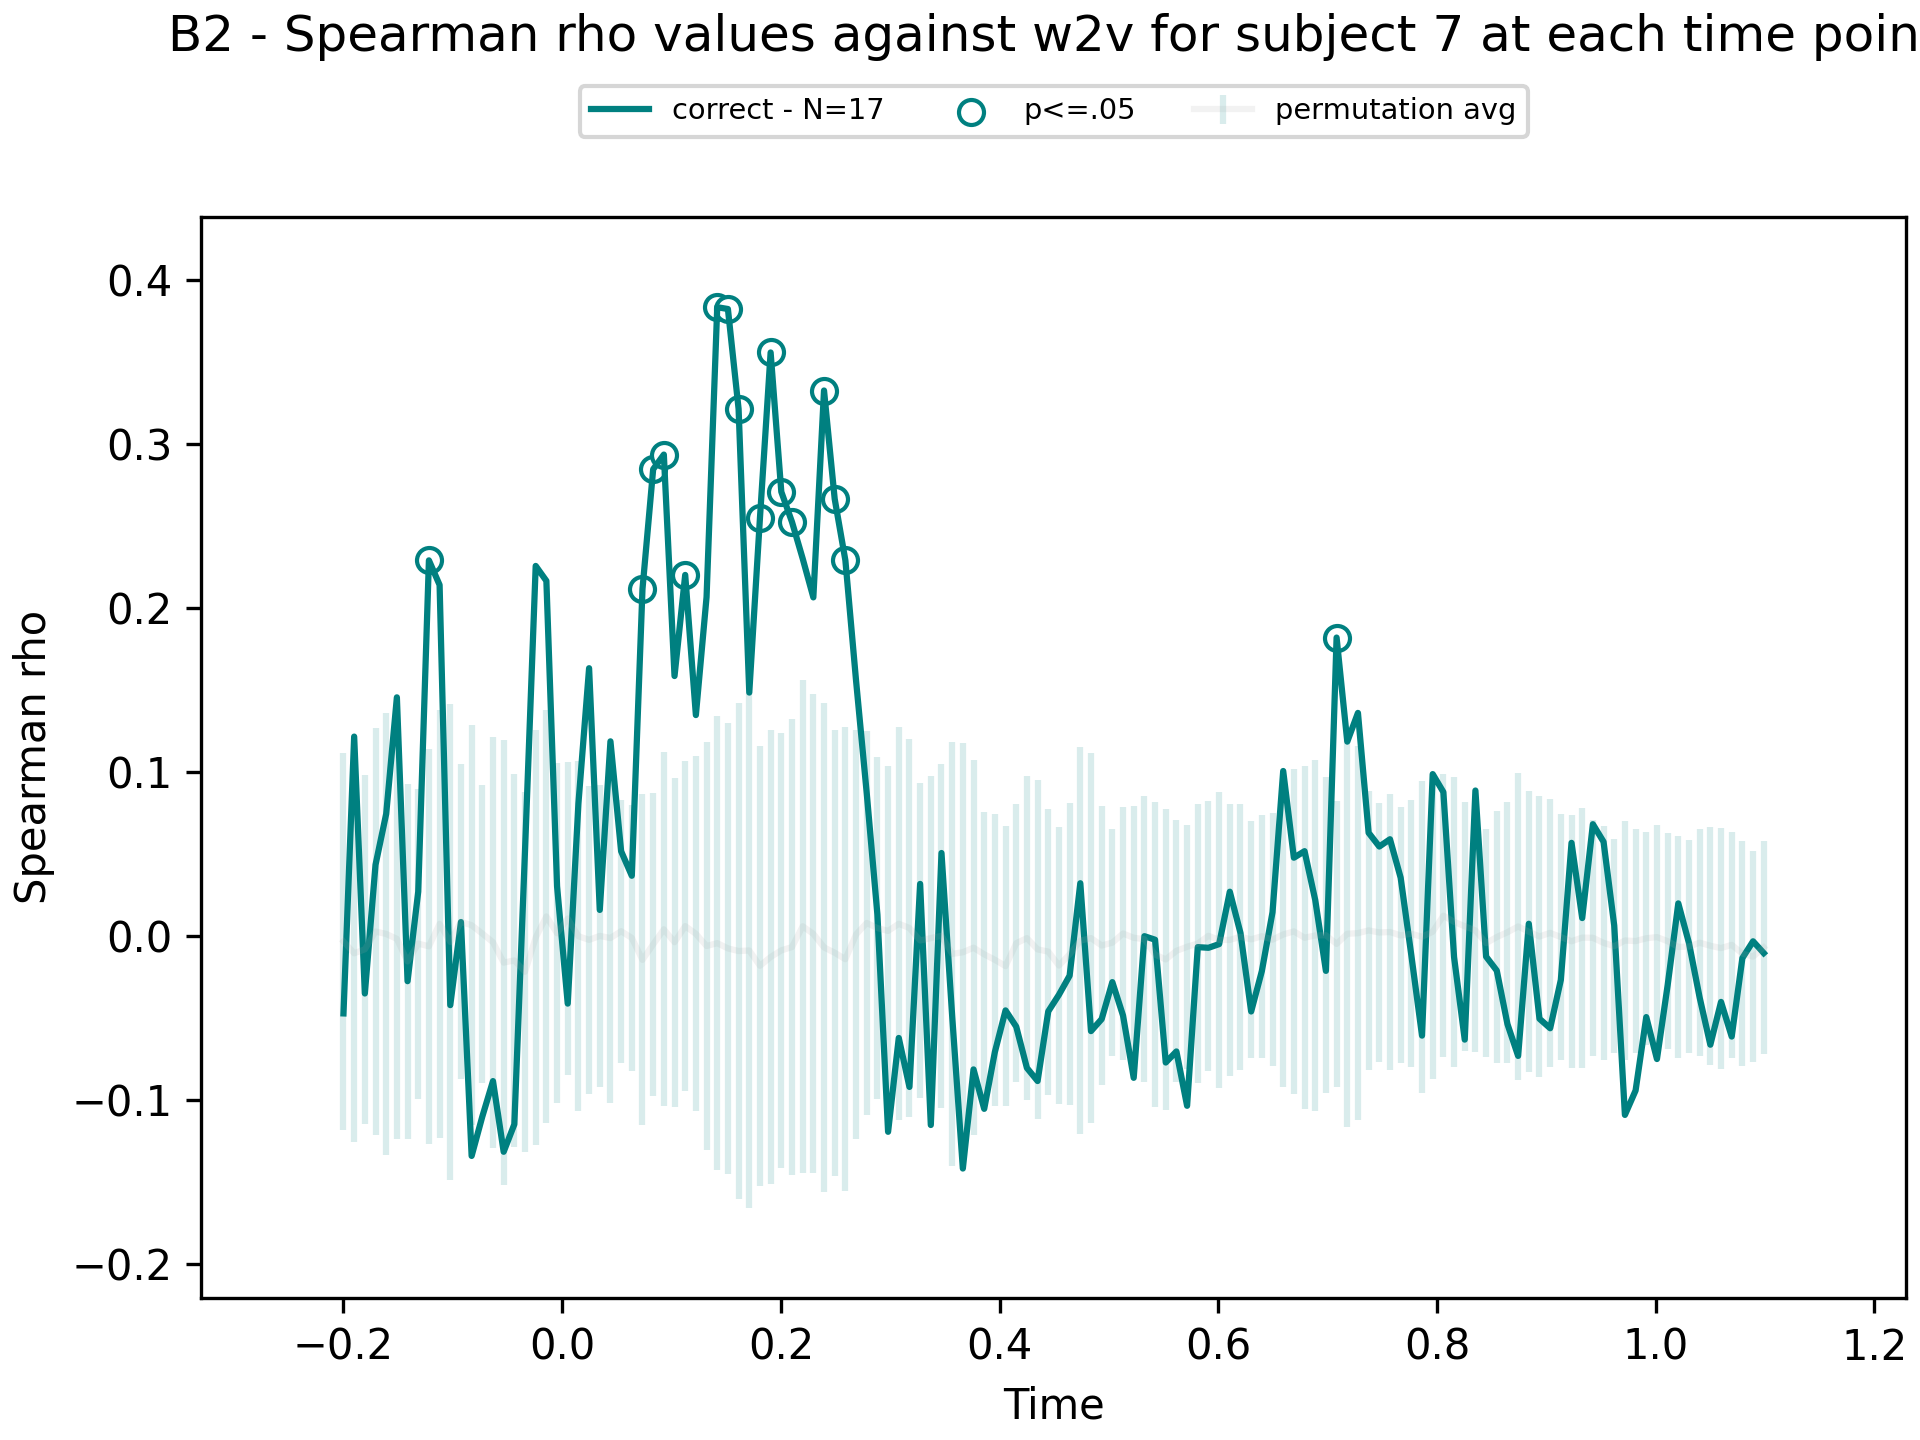 B2 - Spearman rho values against w2v for subject 7 at each time poin
correct - N=17 p<=.05 permutation avg
0.4
0.3
0.2
0.1
0.0
−0.1
−0.2
Spearman rho
−0.2 0.0 0.2 0.4 0.6 0.8 1.0 1.2
Time